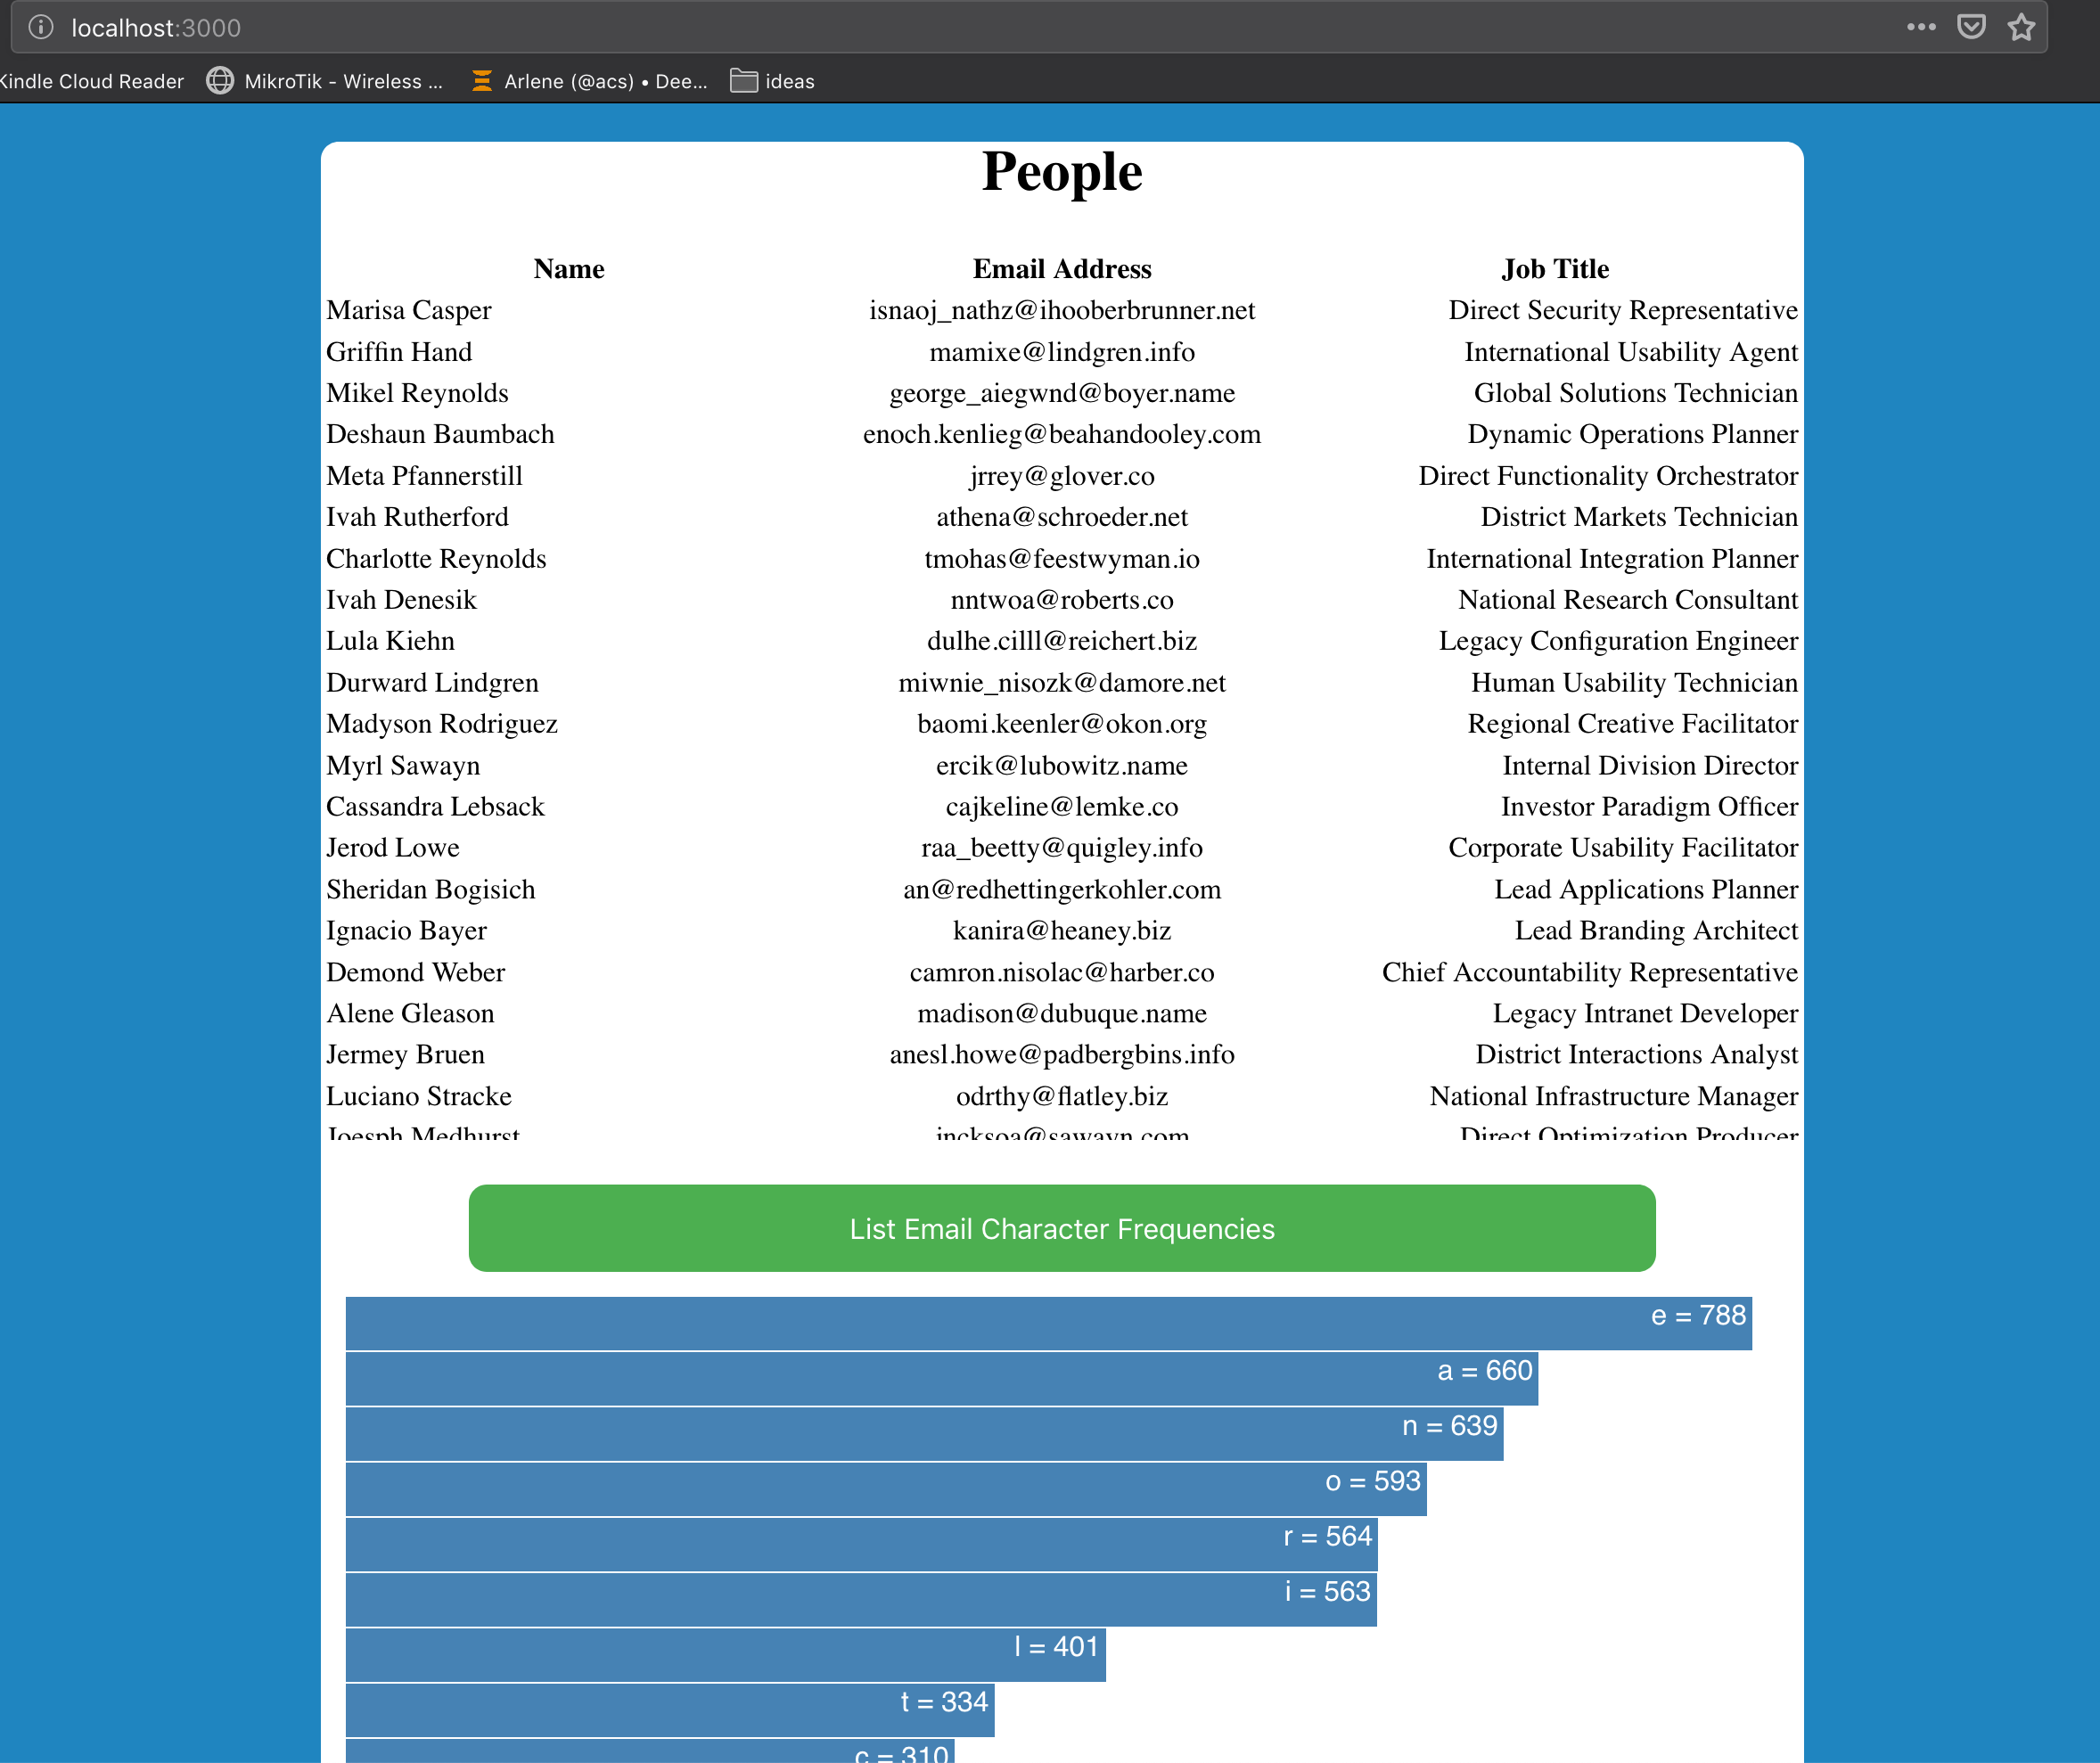 localhost:3000
Kindle Cloud Reader MikroTik - Wireless ... Arlene (@acs) • Dee... ideas
People
Name Email Address Job Title
Marisa Casper isnaoj_nathz@ihooberbrunner.net Direct Security Representative
Griffin Hand mamixe@lindgren.info International Usability Agent
Mikel Reynolds george_aiegwnd@boyer.name Global Solutions Technician
Deshaun Baumbach enoch.kenlieg@beahandooley.com Dynamic Operations Planner
Meta Pfannerstill jrrey@glover.co Direct Functionality Orchestrator
Ivah Rutherford athena@schroeder.net District Markets Technician
Charlotte Reynolds tmohas@feestwyman.io International Integration Planner
Ivah Denesik nntwoa@roberts.co National Research Consultant
Lula Kiehn dulhe.cilll@reichert.biz Legacy Configuration Engineer
Durward Lindgren miwnie_nisozk@damore.net Human Usability Technician
Madyson Rodriguez baomi.keenler@okon.org Regional Creative Facilitator
Myrl Sawayn ercik@lubowitz.name Internal Division Director
Cassandra Lebsack cajkeline@lemke.co Investor Paradigm Officer
Jerod Lowe raa_beetty@quigley.info Corporate Usability Facilitator
Sheridan Bogisich an@redhettingerkohler.com Lead Applications Planner
Ignacio Bayer kanira@heaney.biz Lead Branding Architect
Demond Weber camron.nisolac@harber.co Chief Accountability Representative
Alene Gleason madison@dubuque.name Legacy Intranet Developer
Jermey Bruen anesl.howe@padbergbins.info District Interactions Analyst
Luciano Stracke odrthy@flatley.biz National Infrastructure Manager
Joesph Medhurst jncksoa@sawayn.com Direct Optimization Producer
List Email Character Frequencies
e = 788
a = 660
n = 639
o = 593
r = 564
i = 563
l = 401
t = 334
c = 310